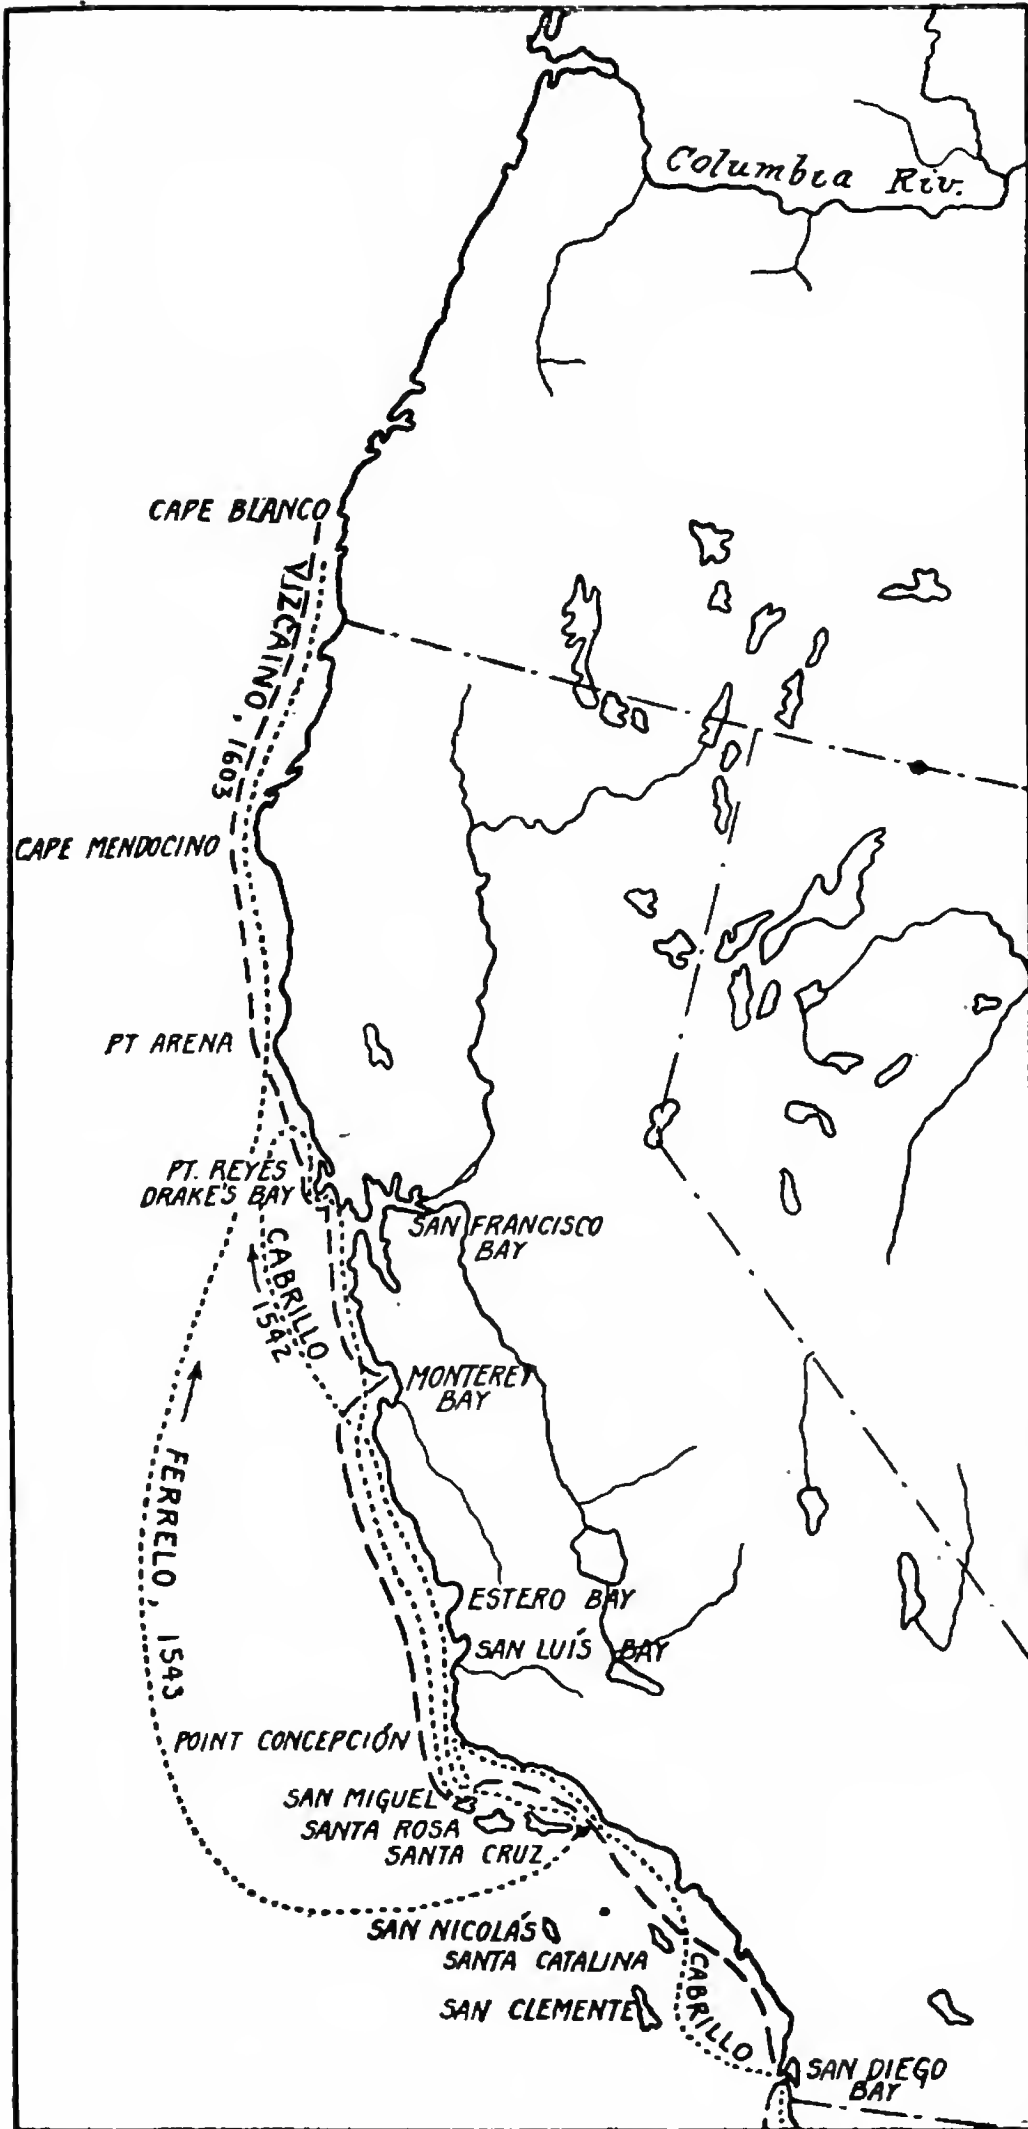 Columbia Riv.
CAPE BLANCO
VIZCAINO, 1603
CAPE MENDOCINO
PT ARENA
PT. REYES
DRAKE'S BAY
SAN FRANCISCO
BAY
CABRILLO
1542
MONTEREY
BAY
FERRELO, 1543
ESTERO BAY
SAN LUÍS BAY
POINT CONCEPCIÓN
SAN MIGUEL
SANTA ROSA
SANTA CRUZ
SAN NICOLÁS
SANTA CATALINA
SAN CLEMENTE
CABRILLO
SAN DIEGO
BAY